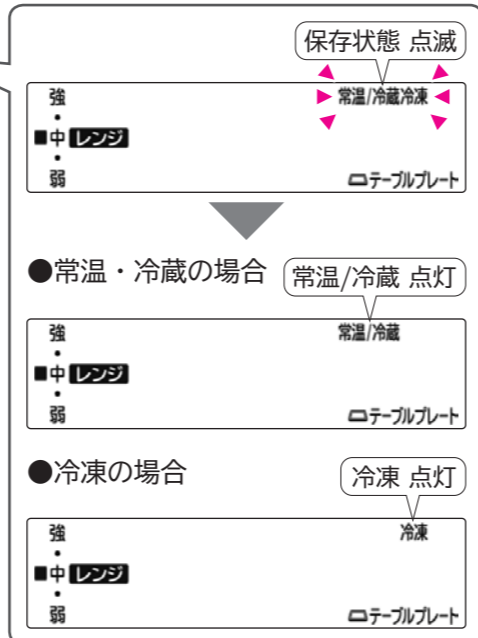 保存状態 点滅
強 常温/冷蔵冷凍
・
■中 レンジ
・
弱 テーブルプレート
●常温・冷蔵の場合 常温/冷蔵 点灯
強 常温/冷蔵
・
■中 レンジ
・
弱 テーブルプレート
●冷凍の場合 冷凍 点灯
強 冷凍
・
■中 レンジ
・
弱 テーブルプレート